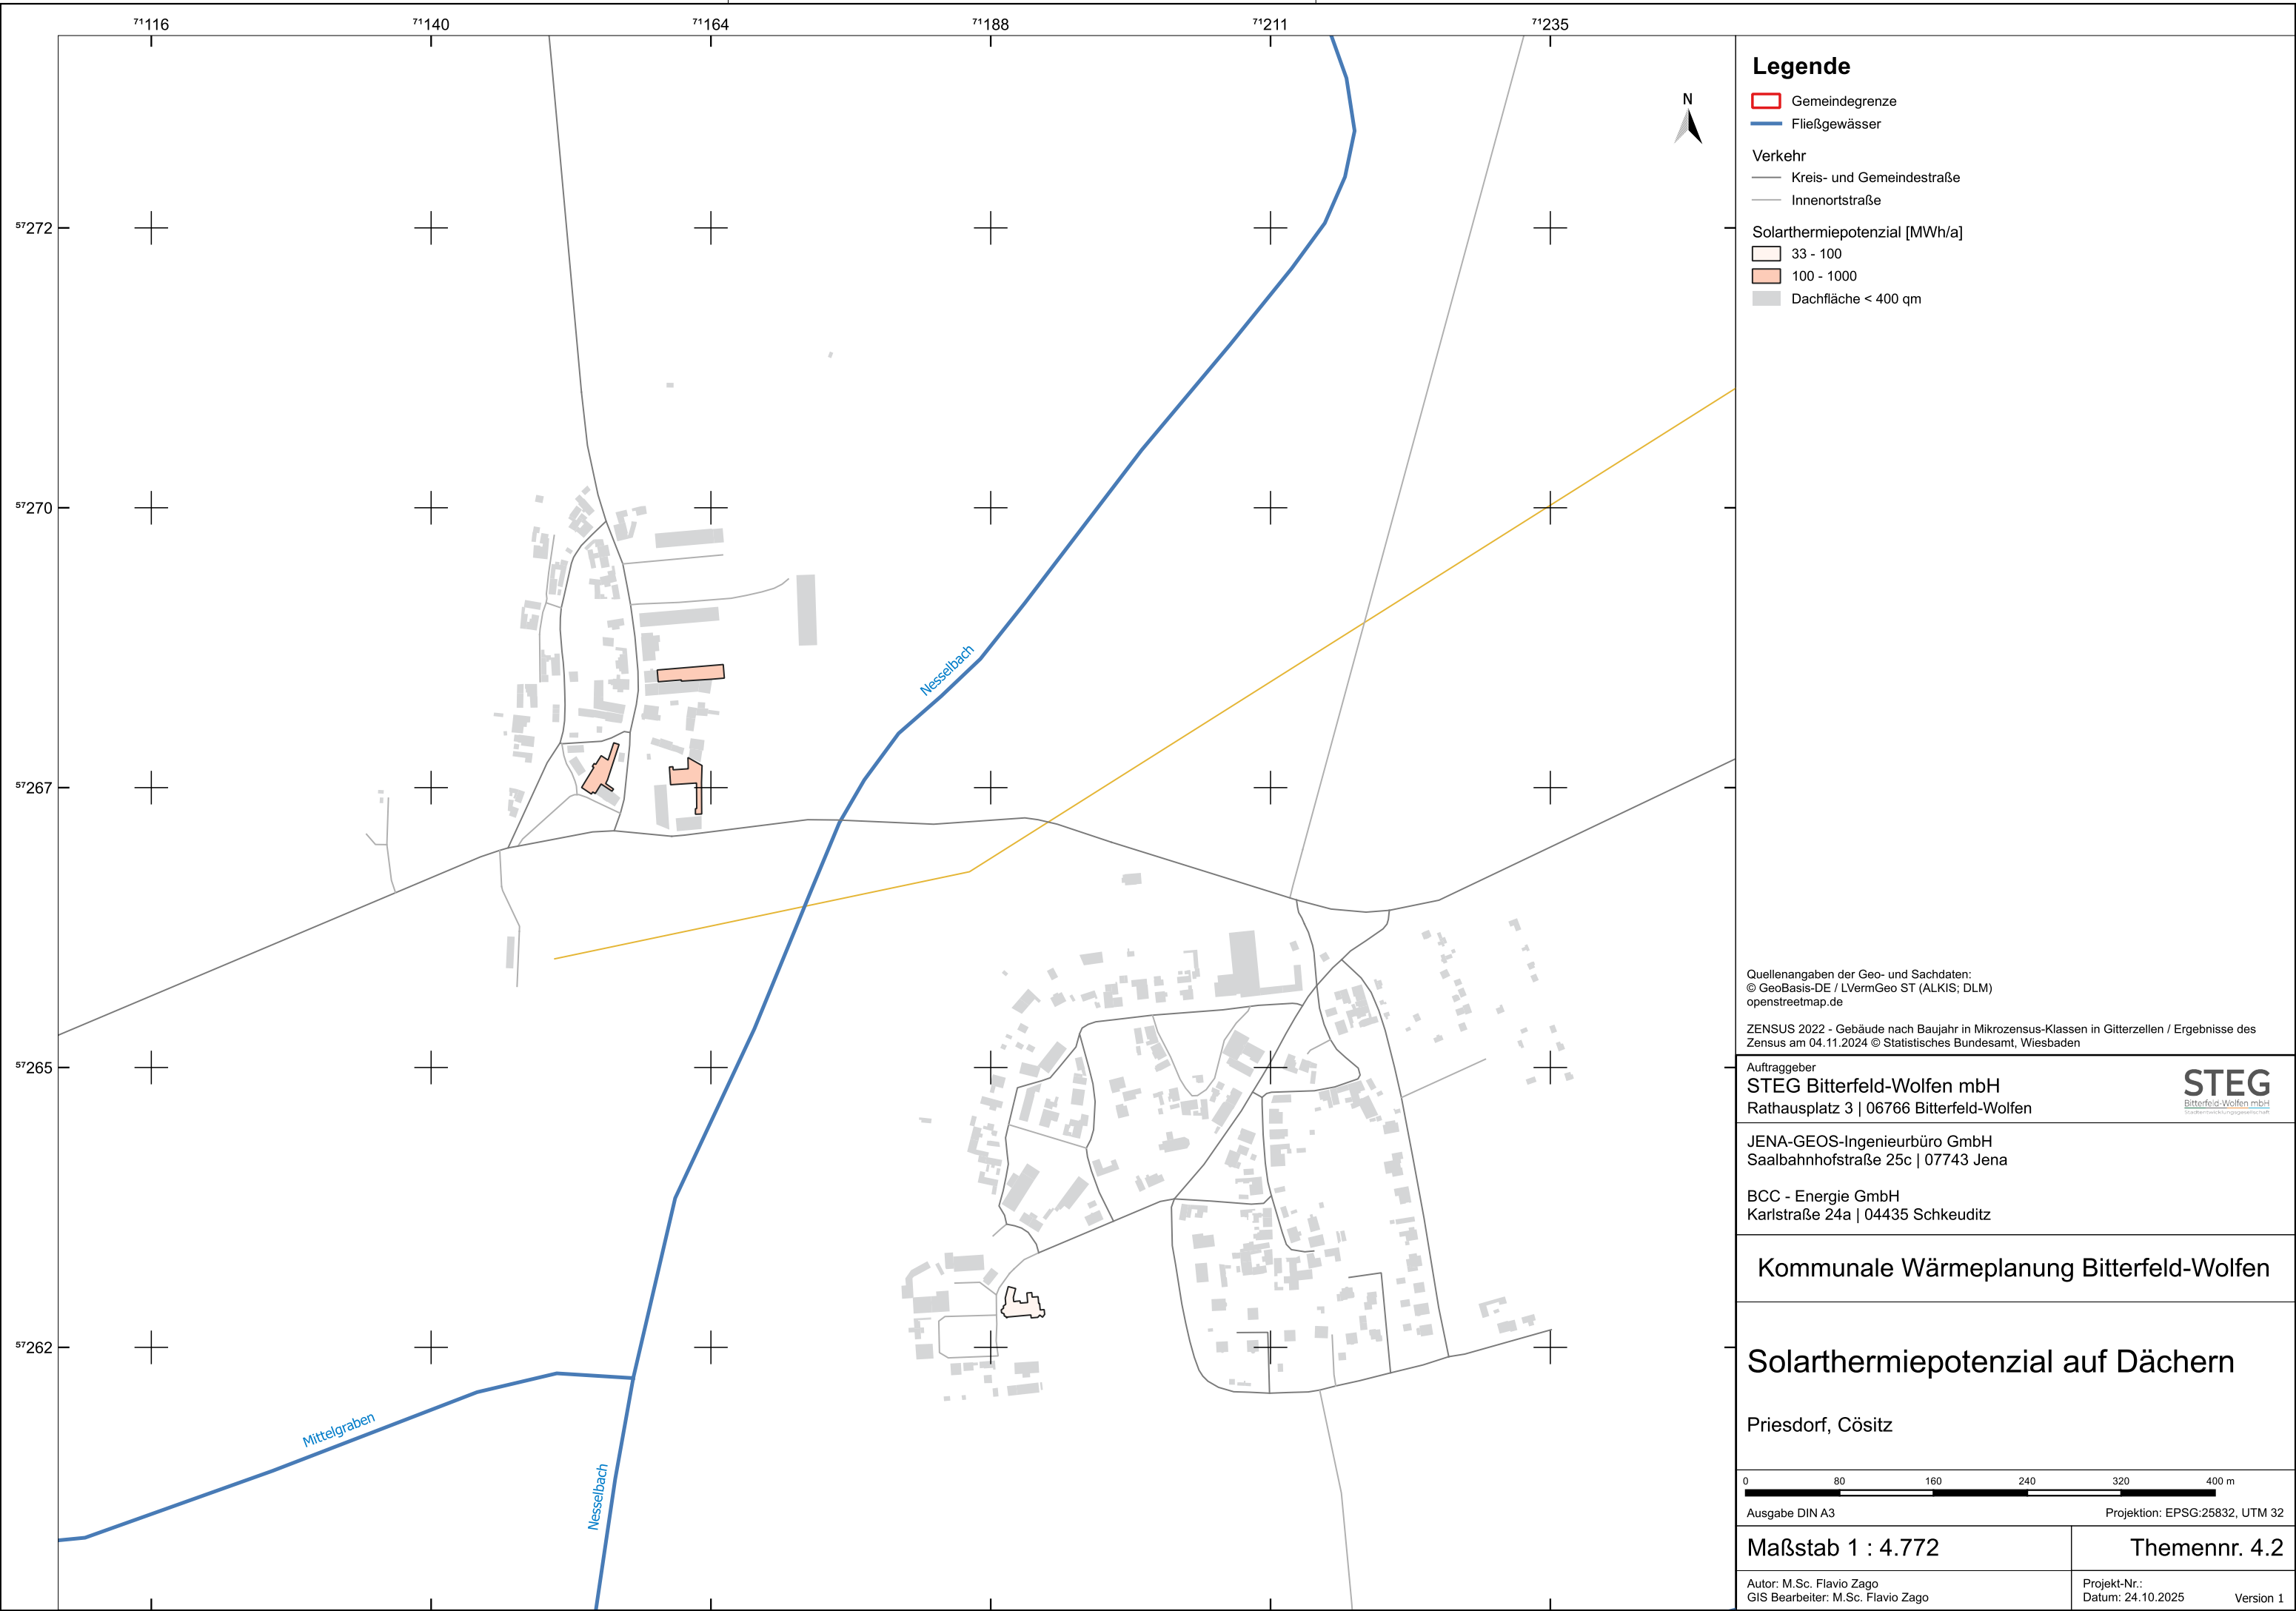 71116 71140 71164 71188 71211 71235
57272
57270
57267
57265
57262
N
Nesselbach
Mittelgraben
Nesselbach
Legende
Gemeindegrenze
Fließgewässer
Verkehr
Kreis- und Gemeindestraße
Innenortstraße
Solarthermiepotenzial [MWh/a]
33 - 100
100 - 1000
Dachfläche < 400 qm
Quellenangaben der Geo- und Sachdaten:
© GeoBasis-DE / LVermGeo ST (ALKIS; DLM)
openstreetmap.de
ZENSUS 2022 - Gebäude nach Baujahr in Mikrozensus-Klassen in Gitterzellen / Ergebnisse des
Zensus am 04.11.2024 © Statistisches Bundesamt, Wiesbaden
Auftraggeber
STEG Bitterfeld-Wolfen mbH
Rathausplatz 3 | 06766 Bitterfeld-Wolfen
STEG
Bitterfeld-Wolfen mbH
Stadtentwicklungsgesellschaft
JENA-GEOS-Ingenieurbüro GmbH
Saalbahnhofstraße 25c | 07743 Jena
BCC - Energie GmbH
Karlstraße 24a | 04435 Schkeuditz
Kommunale Wärmeplanung Bitterfeld-Wolfen
Solarthermiepotenzial auf Dächern
Priesdorf, Cösitz
0 80 160 240 320 400 m
Ausgabe DIN A3 Projektion: EPSG:25832, UTM 32
Maßstab 1 : 4.772 Themennr. 4.2
Autor: M.Sc. Flavio Zago
GIS Bearbeiter: M.Sc. Flavio Zago
Projekt-Nr.:
Datum: 24.10.2025 Version 1